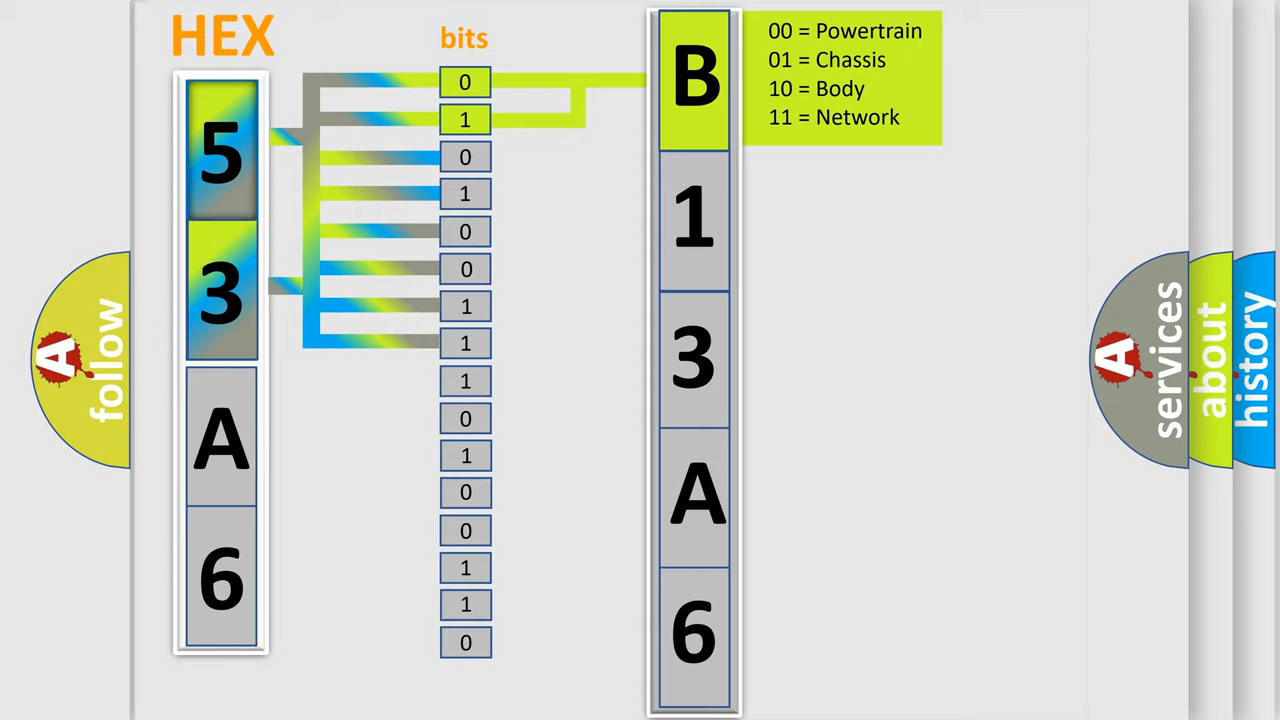 HEX
bits
5
3
A
6
0
1
0
1
0
0
1
1
1
0
1
0
0
1
1
0
B
1
3
A
6
00 = Powertrain
01 = Chassis
10 = Body
11 = Network
A follow
A services
about
history